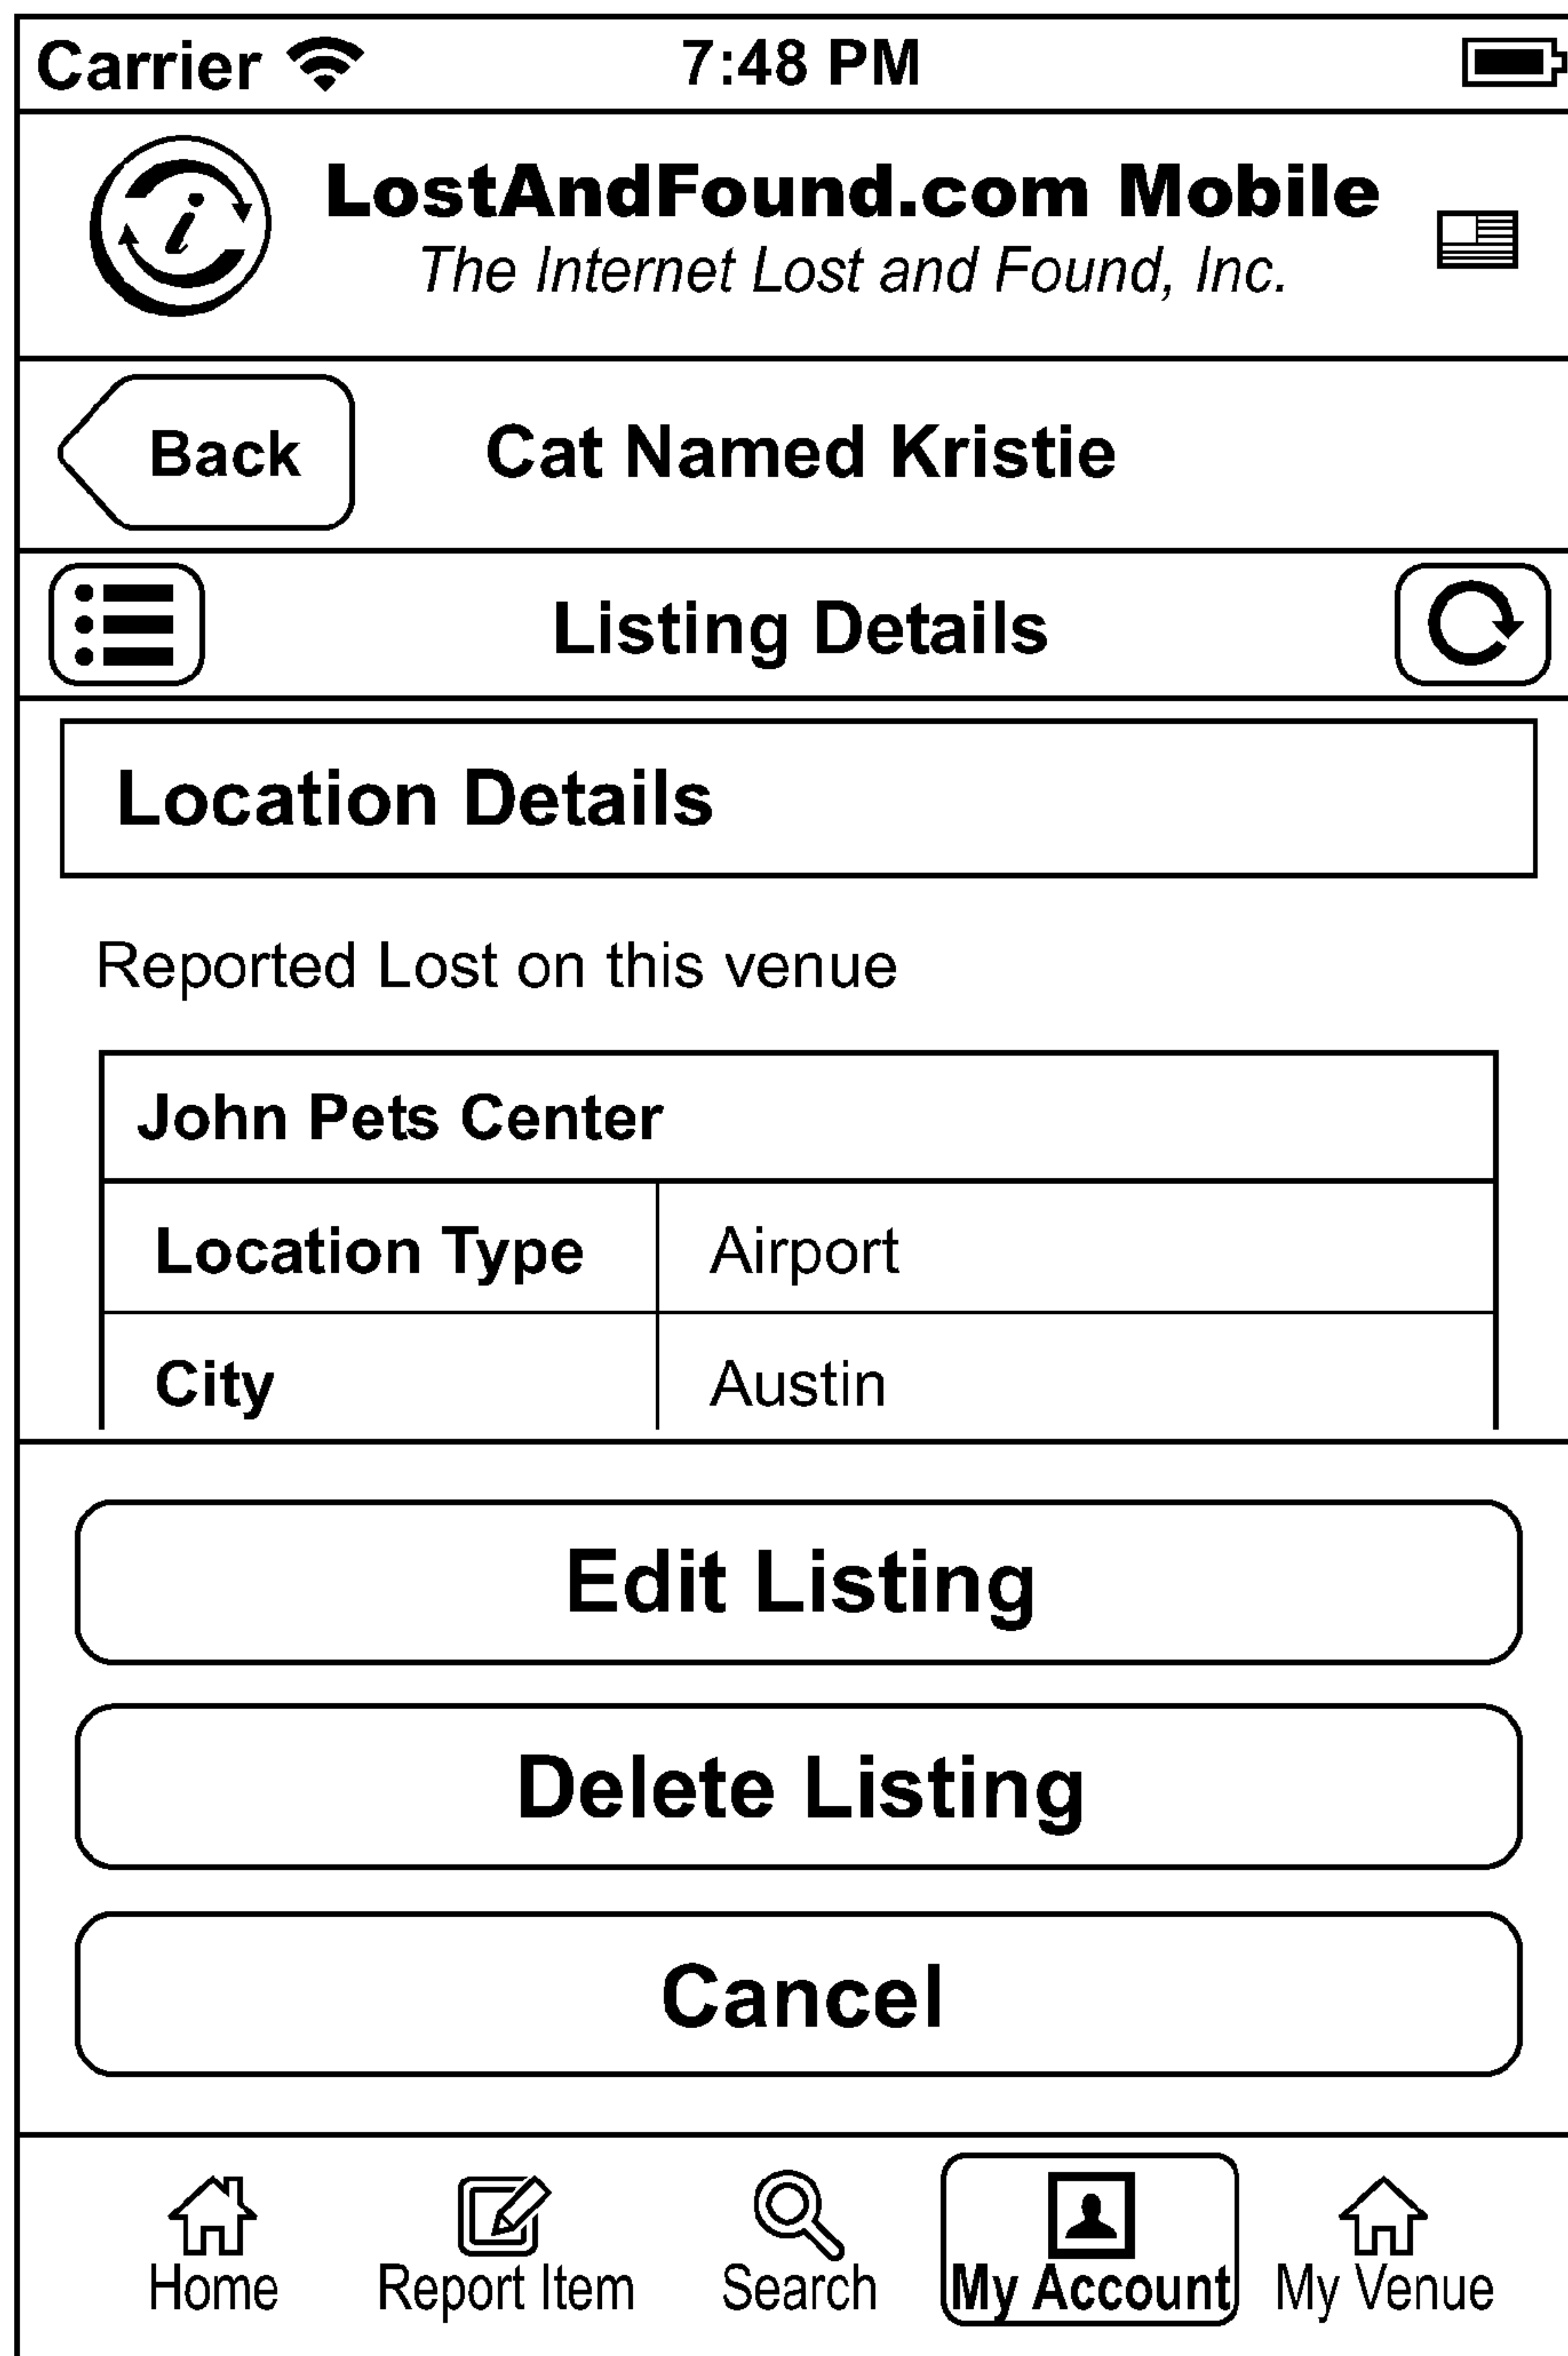 Carrier 7:48 PM
LostAndFound.com Mobile
The Internet Lost and Found, Inc.
Back Cat Named Kristie
Listing Details
Location Details
Reported Lost on this venue
John Pets Center
Location Type Airport
City Austin
Edit Listing
Delete Listing
Cancel
Home Report Item Search My Account My Venue